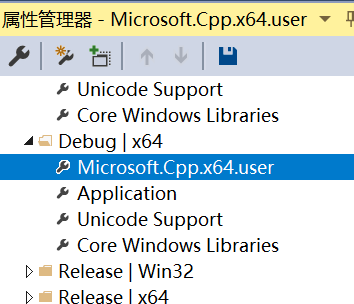 属性管理器 - Microsoft.Cpp.x64.user
Unicode Support
Core Windows Libraries
Debug | x64
Microsoft.Cpp.x64.user
Application
Unicode Support
Core Windows Libraries
Release | Win32
Release | x64